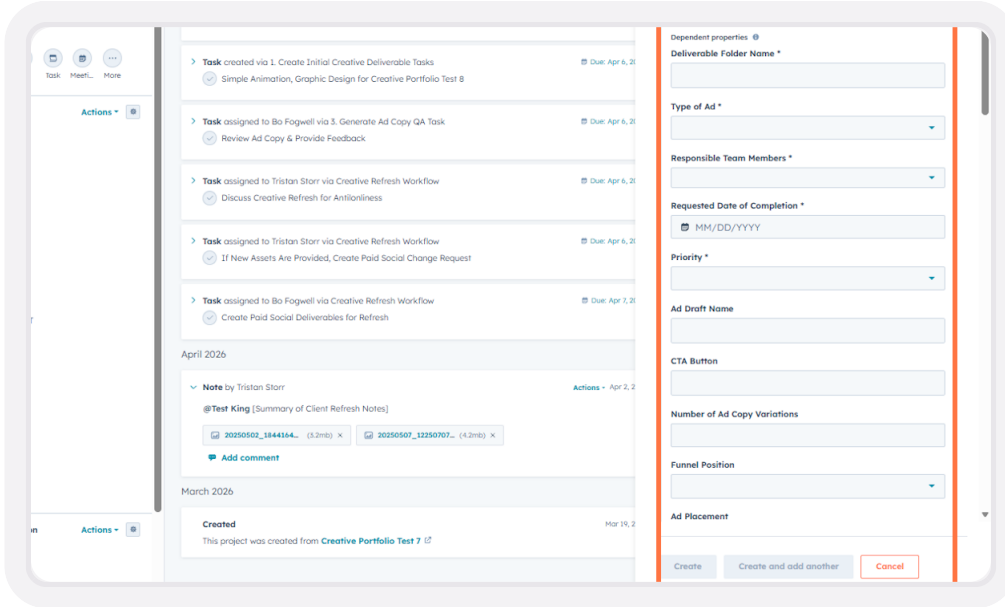 Task
Meeti...
More
Actions
Actions
Task created via 1. Create Initial Creative Deliverable Tasks
Due: Apr 6, 20
Simple Animation, Graphic Design for Creative Portfolio Test 8
Task assigned to Bo Fogwell via 3. Generate Ad Copy QA Task
Due: Apr 6, 20
Review Ad Copy & Provide Feedback
Task assigned to Tristan Storr via Creative Refresh Workflow
Due: Apr 6, 20
Discuss Creative Refresh for Antilonliness
Task assigned to Tristan Storr via Creative Refresh Workflow
Due: Apr 6, 20
If New Assets Are Provided, Create Paid Social Change Request
Task assigned to Bo Fogwell via Creative Refresh Workflow
Due: Apr 7, 20
Create Paid Social Deliverables for Refresh
April 2026
Note by Tristan Storr
Actions
Apr 2, 2
@Test King [Summary of Client Refresh Notes]
20250502_1844164... (3.2mb) ×
20250507_12250707... (4.2mb) ×
Add comment
March 2026
Created
Mar 19, 2
This project was created from Creative Portfolio Test 7
Dependent properties
Deliverable Folder Name *
Type of Ad *
Responsible Team Members *
Requested Date of Completion *
MM/DD/YYYY
Priority *
Ad Draft Name
CTA Button
Number of Ad Copy Variations
Funnel Position
Ad Placement
Create
Create and add another
Cancel